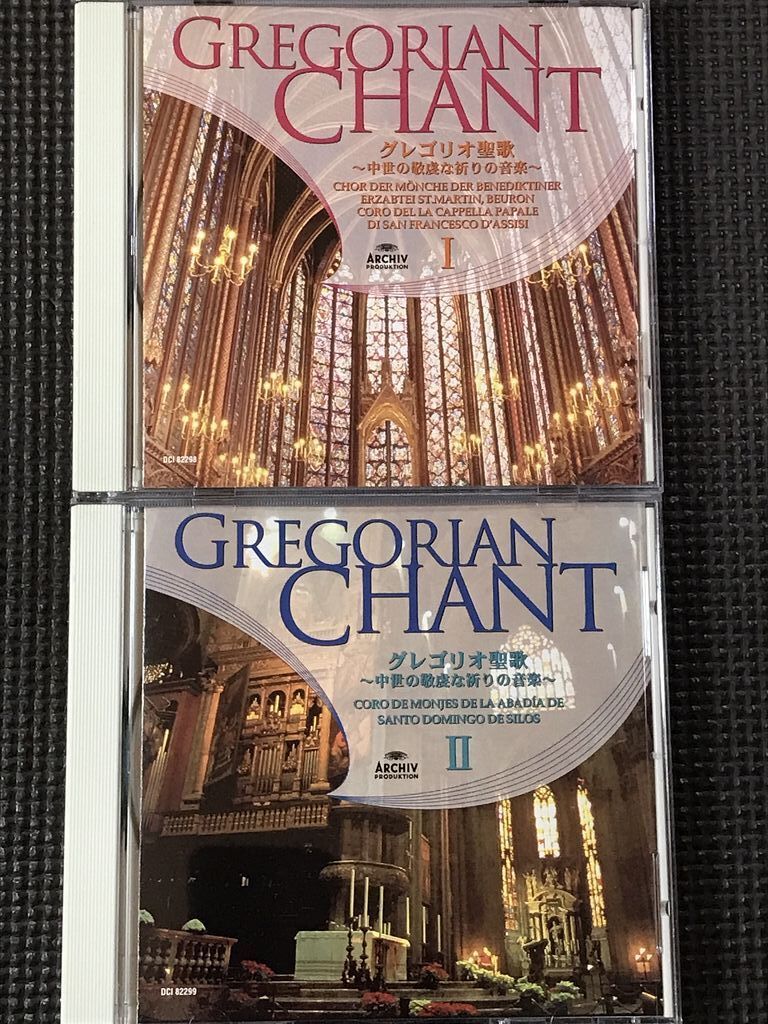 GREGORIAN
CHANT
グレゴリオ聖歌
～中世の敬虔な祈りの音楽～
CHOR DER MÖNCHE DER BENEDIKTINER
ERZABTEI ST.MARTIN, BEURON
CORO DEL LA CAPPELLA PAPALE
DI SAN FRANCESCO D'ASSISI
ARCHIV
PRODUKTION
I
DCI 82298
GREGORIAN
CHANT
グレゴリオ聖歌
～中世の敬虔な祈りの音楽～
CORO DE MONJES DE LA ABADÍA DE
SANTO DOMINGO DE SILOS
ARCHIV
PRODUKTION
II
DCI 82299